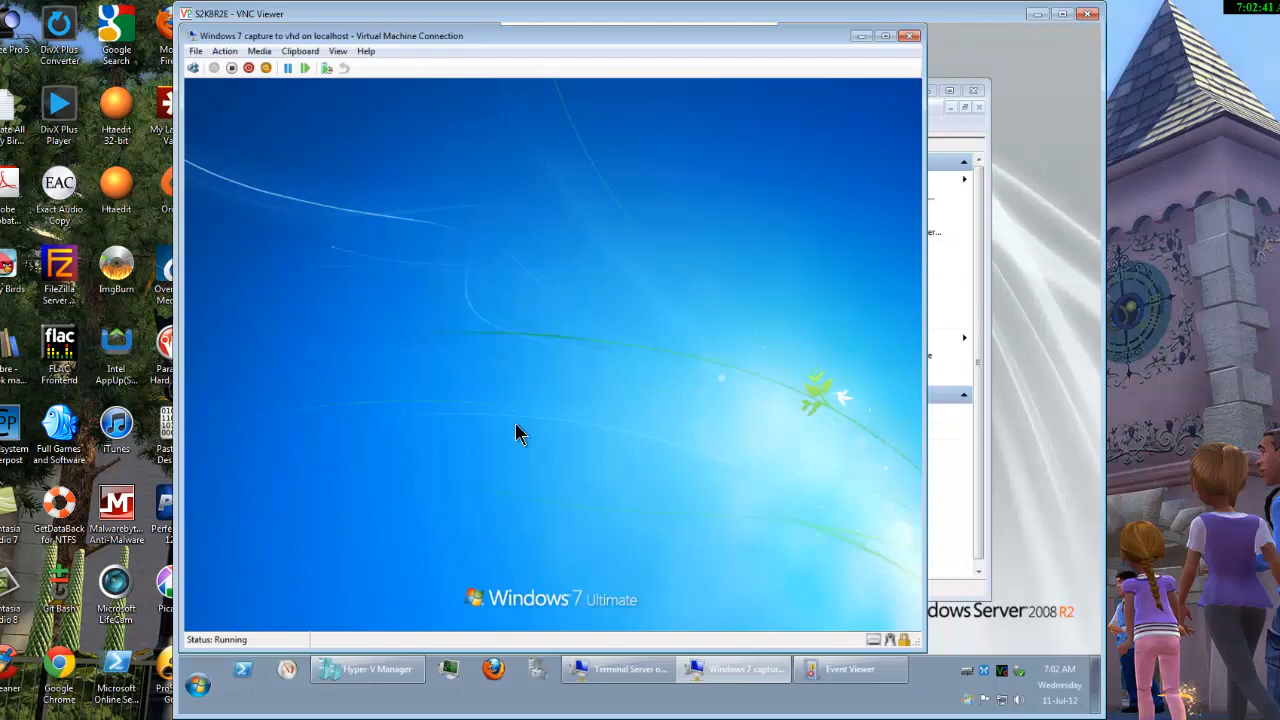 7:02:41
S2K8R2E - VNC Viewer
Windows 7 capture to vhd on localhost - Virtual Machine Connection
File Action Media Clipboard View Help
DivX Plus
Converter
Google
Search
DivX Plus
Player
Htaedit
32-bit
EAC
Exact Audio
Copy
Htaedit
FileZilla
Server...
ImgBurn
flac
FLAC
Frontend
Intel
AppUp(S...
Full Games
and Software
iTunes
GetDataBack
for NTFS
Malwarebyt...
Anti-Malware
Git Bash
Microsoft
LifeCam
Google
Chrome
Microsoft
Online Se...
Windows 7 Ultimate
Status: Running
dows Server 2008 R2
Hyper-V Manager
Terminal Server o...
Windows 7 captur...
Event Viewer
7:02 AM
Wednesday
11-Jul-12